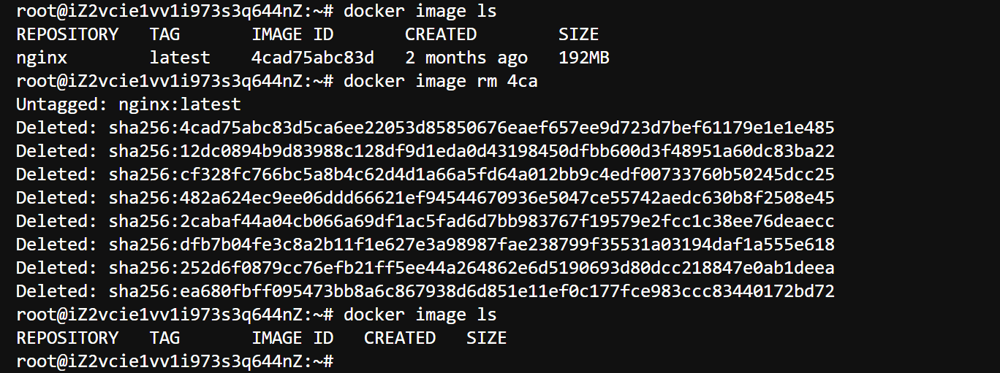 root@iZ2vcie1vv1i973s3q644nZ:~# docker image ls
REPOSITORY   TAG       IMAGE ID       CREATED        SIZE
nginx        latest    4cad75abc83d   2 months ago   192MB
root@iZ2vcie1vv1i973s3q644nZ:~# docker image rm 4ca
Untagged: nginx:latest
Deleted: sha256:4cad75abc83d5ca6ee22053d85850676eaef657ee9d723d7bef61179e1e1e485
Deleted: sha256:12dc0894b9d83988c128df9d1eda0d43198450dfbb600d3f48951a60dc83ba22
Deleted: sha256:cf328fc766bc5a8b4c62d4d1a66a5fd64a012bb9c4edf00733760b50245dcc25
Deleted: sha256:482a624ec9ee06ddd66621ef94544670936e5047ce55742aedc630b8f2508e45
Deleted: sha256:2cabaf44a04cb066a69df1ac5fad6d7bb983767f19579e2fcc1c38ee76deaecc
Deleted: sha256:dfb7b04fe3c8a2b11f1e627e3a98987fae238799f35531a03194daf1a555e618
Deleted: sha256:252d6f0879cc76efb21ff5ee44a264862e6d5190693d80dcc218847e0ab1deea
Deleted: sha256:ea680fbff095473bb8a6c867938d6d851e11ef0c177fce983ccc83440172bd72
root@iZ2vcie1vv1i973s3q644nZ:~# docker image ls
REPOSITORY   TAG       IMAGE ID   CREATED   SIZE
root@iZ2vcie1vv1i973s3q644nZ:~#